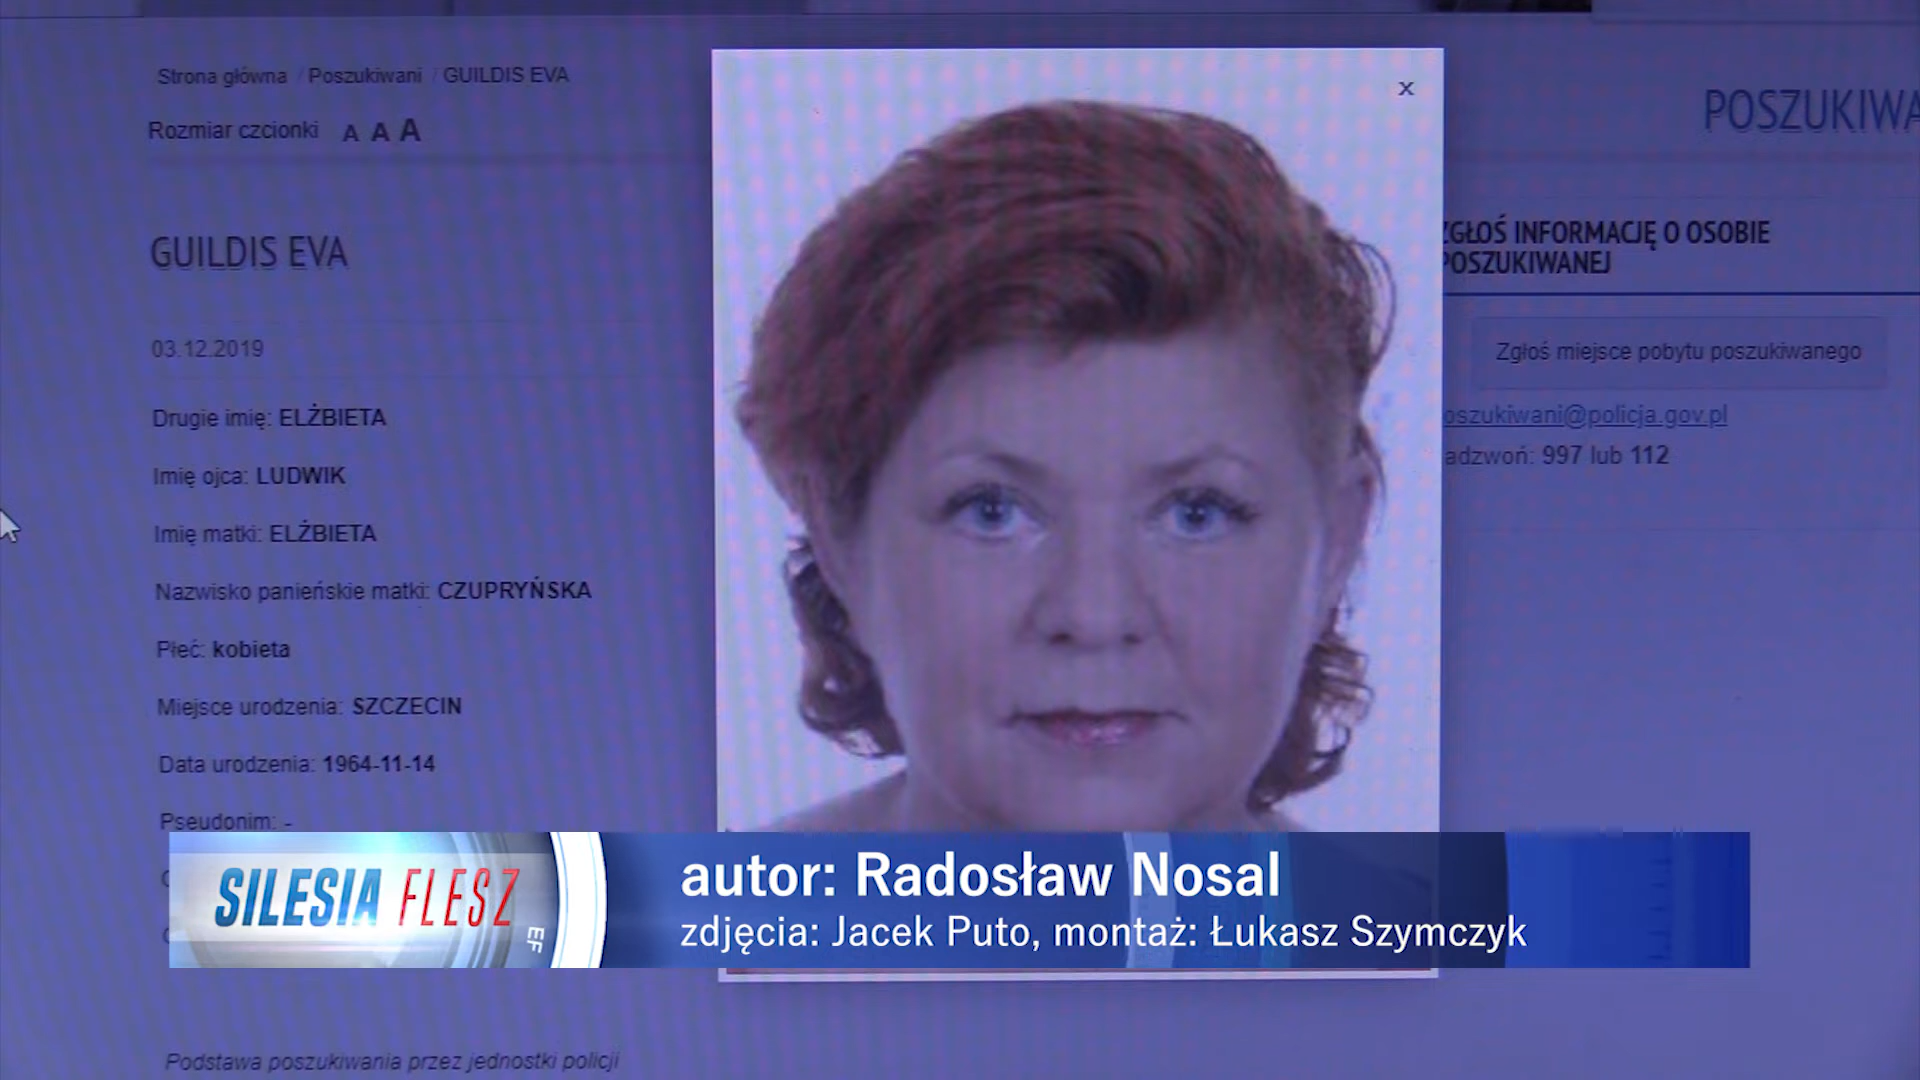 Strona główna / Poszukiwani / GUILDIS EVA
Rozmiar czcionki A A A
GUILDIS EVA
03.12.2019
Drugie imię: ELŻBIETA
Imię ojca: LUDWIK
Imię matki: ELŻBIETA
Nazwisko panieńskie matki: CZUPRYŃSKA
Płeć: kobieta
Miejsce urodzenia: SZCZECIN
Data urodzenia: 1964-11-14
Pseudonim: -
Podstawa poszukiwania przez jednostki policji
x
POSZUKIWA
ZGŁOŚ INFORMACJĘ O OSOBIE
POSZUKIWANEJ
Zgłoś miejsce pobytu poszukiwanego
oszukiwani@policja.gov.pl
adzwoń: 997 lub 112
SILESIA FLESZ
autor: Radosław Nosal
zdjęcia: Jacek Puto, montaż: Łukasz Szymczyk